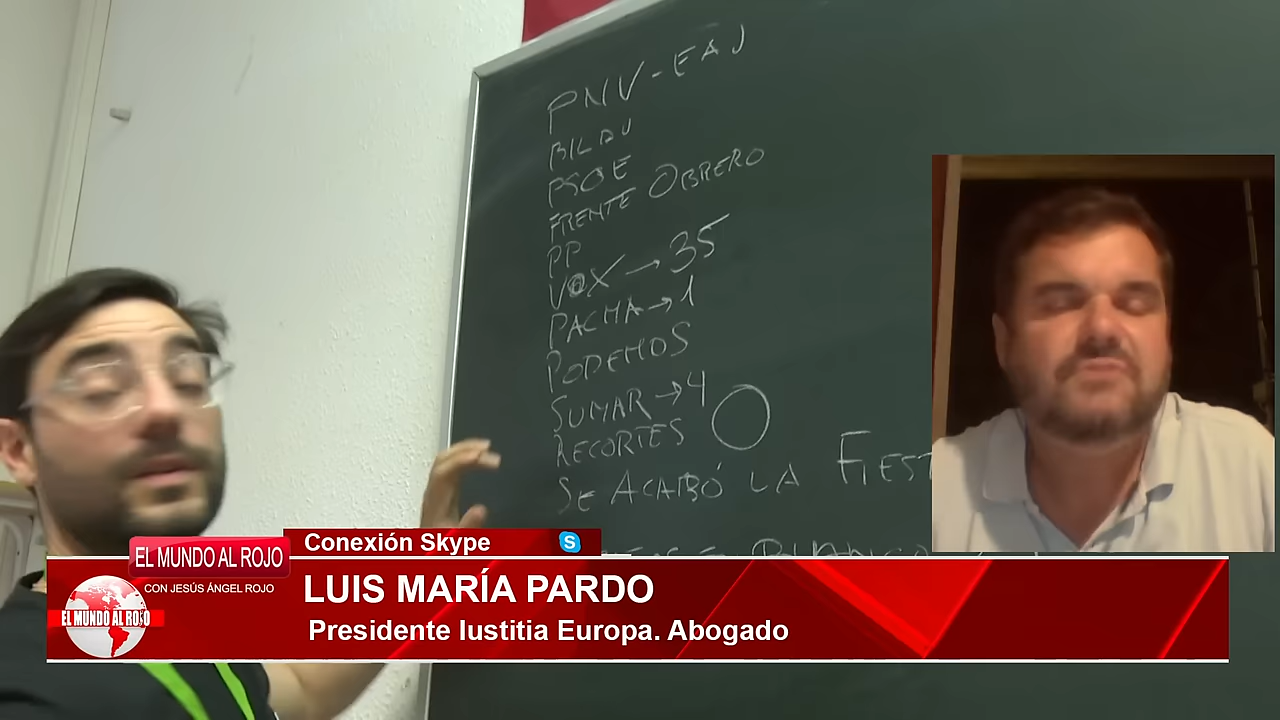 PNV-EAJ
BILDU
PSOE
FRENTE OBRERO
PP
VOX → 35
PACMA → 1
PODEMOS
SUMAR → 4
RECORTES
SE ACABÓ LA FIEST
Conexión Skype
EL MUNDO AL ROJO
CON JESÚS ÁNGEL ROJO
EL MUNDO AL ROJO
LUIS MARÍA PARDO
Presidente Iustitia Europa. Abogado